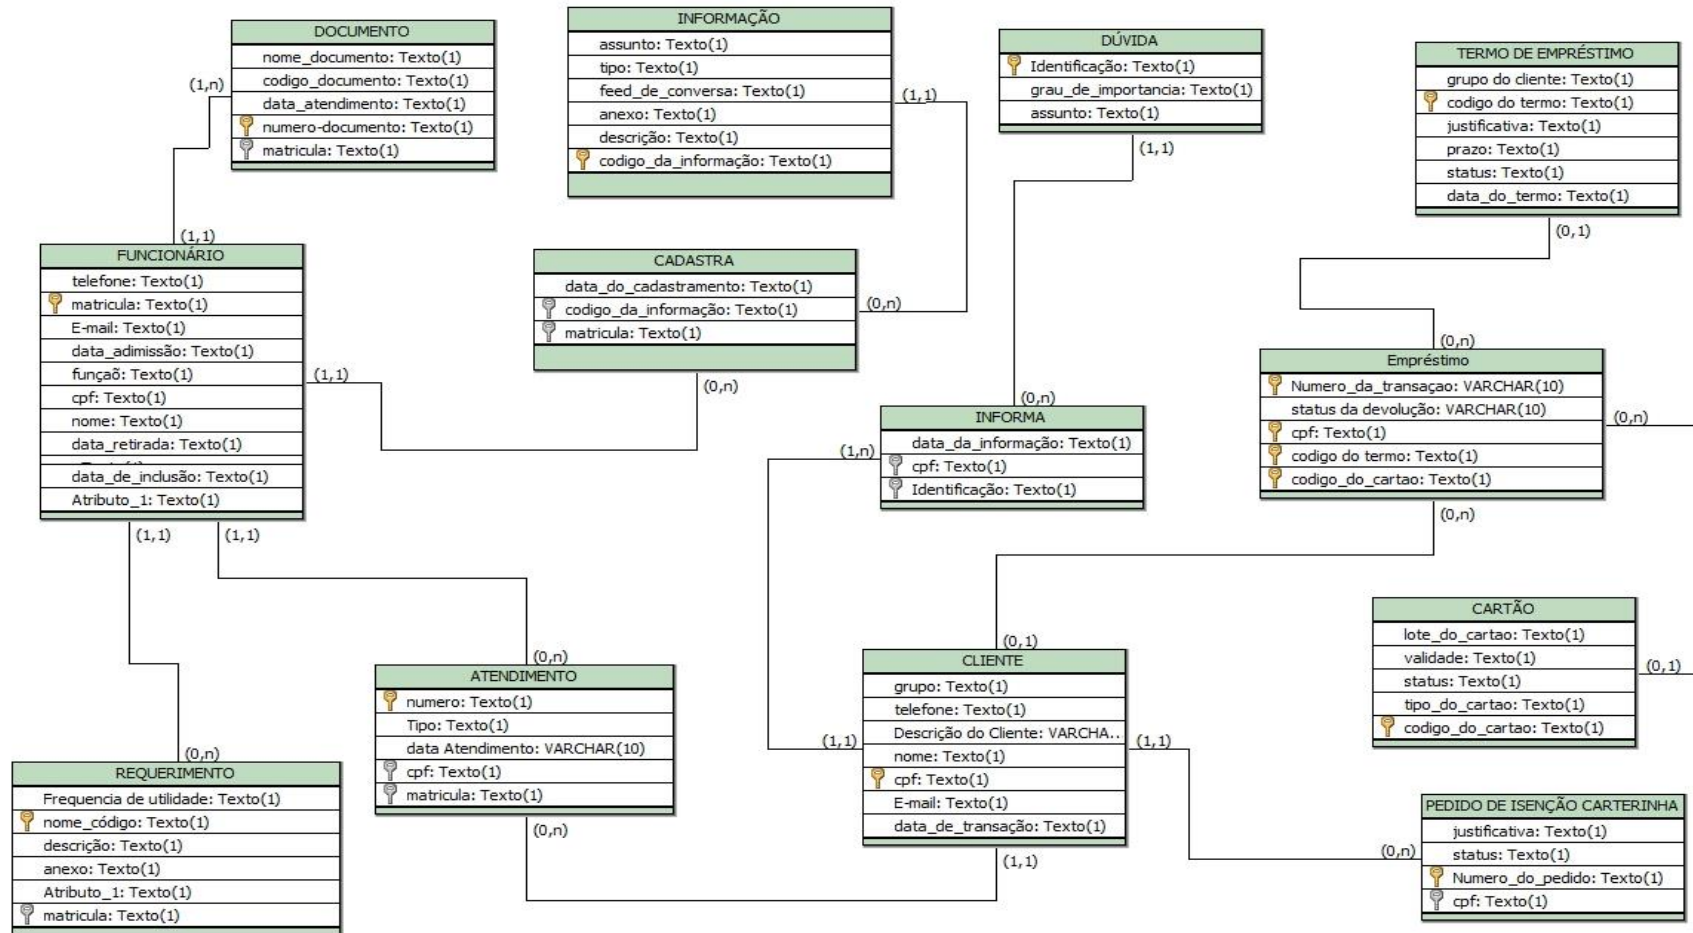 DOCUMENTO
nome_documento: Texto(1)
codigo_documento: Texto(1)
data_atendimento: Texto(1)
numero-documento: Texto(1)
matricula: Texto(1)
(1,n)
(1,1)
INFORMAÇÃO
assunto: Texto(1)
tipo: Texto(1)
feed_de_conversa: Texto(1)
anexo: Texto(1)
descrição: Texto(1)
codigo_da_informação: Texto(1)
(1,1)
DÚVIDA
Identificação: Texto(1)
grau_de_importancia: Texto(1)
assunto: Texto(1)
(1,1)
TERMO DE EMPRÉSTIMO
grupo do cliente: Texto(1)
codigo do termo: Texto(1)
justificativa: Texto(1)
prazo: Texto(1)
status: Texto(1)
data_do_termo: Texto(1)
(0,1)
FUNCIONÁRIO
telefone: Texto(1)
matricula: Texto(1)
E-mail: Texto(1)
data_adimissão: Texto(1)
funçaõ: Texto(1)
cpf: Texto(1)
nome: Texto(1)
data_retirada: Texto(1)
data_de_inclusão: Texto(1)
Atributo_1: Texto(1)
(1,1)
(1,1)
(1,1)
CADASTRA
data_do_cadastramento: Texto(1)
codigo_da_informação: Texto(1)
matricula: Texto(1)
(0,n)
(0,n)
(0,n)
INFORMA
data_da_informação: Texto(1)
cpf: Texto(1)
Identificação: Texto(1)
(1,n)
(0,n)
Empréstimo
Numero_da_transaçao: VARCHAR(10)
status da devolução: VARCHAR(10)
cpf: Texto(1)
codigo do termo: Texto(1)
codigo_do_cartao: Texto(1)
(0,n)
(0,n)
(0,n)
ATENDIMENTO
numero: Texto(1)
Tipo: Texto(1)
data Atendimento: VARCHAR(10)
cpf: Texto(1)
matricula: Texto(1)
(0,n)
(0,1)
CLIENTE
grupo: Texto(1)
telefone: Texto(1)
Descrição do Cliente: VARCHA..
nome: Texto(1)
cpf: Texto(1)
E-mail: Texto(1)
data_de_transação: Texto(1)
(1,1)
(1,1)
(1,1)
CARTÃO
lote_do_cartao: Texto(1)
validade: Texto(1)
status: Texto(1)
tipo_do_cartao: Texto(1)
codigo_do_cartao: Texto(1)
(0,1)
(0,n)
REQUERIMENTO
Frequencia de utilidade: Texto(1)
nome_código: Texto(1)
descrição: Texto(1)
anexo: Texto(1)
Atributo_1: Texto(1)
matricula: Texto(1)
PEDIDO DE ISENÇÃO CARTERINHA
justificativa: Texto(1)
status: Texto(1)
Numero_do_pedido: Texto(1)
cpf: Texto(1)
(0,n)